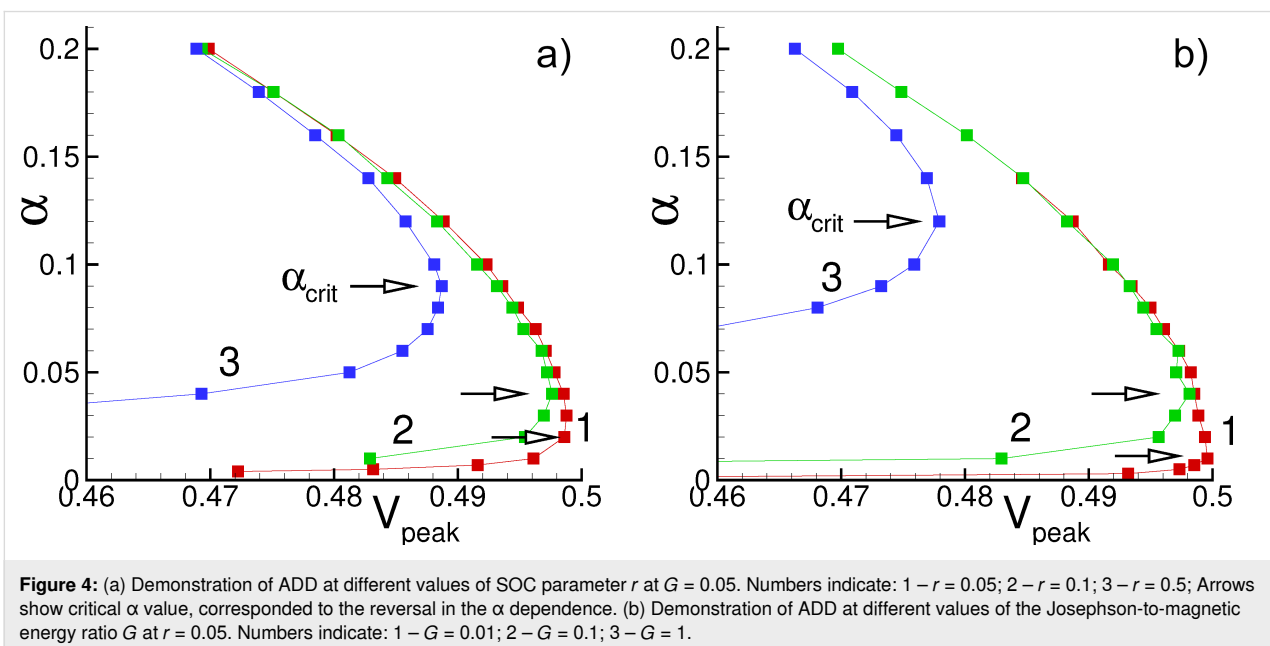 a)
0.2
0.15
0.1
0.05
0
α
α_crit
3
2
1
0.46
0.47
0.48
0.49
0.5
V_peak
b)
0.2
0.15
0.1
0.05
0
α
α_crit
3
2
1
0.46
0.47
0.48
0.49
0.5
V_peak
Figure 4: (a) Demonstration of ADD at different values of SOC parameter r at G = 0.05. Numbers indicate: 1 – r = 0.05; 2 – r = 0.1; 3 – r = 0.5; Arrows
show critical α value, corresponded to the reversal in the α dependence. (b) Demonstration of ADD at different values of the Josephson-to-magnetic
energy ratio G at r = 0.05. Numbers indicate: 1 – G = 0.01; 2 – G = 0.1; 3 – G = 1.